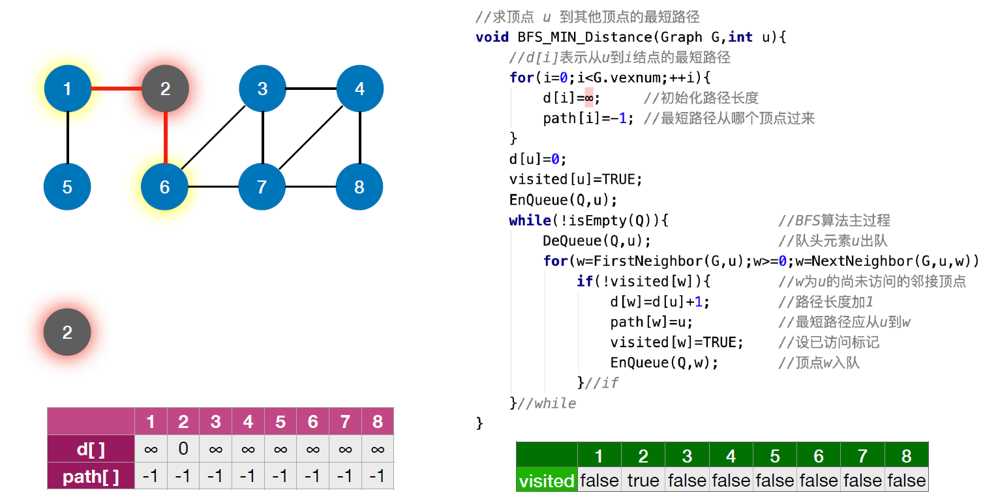 1 2 3 4
5 6 7 8
2
	1	2	3	4	5	6	7	8
d[ ]	∞	0	∞	∞	∞	∞	∞	∞
path[ ]	-1	-1	-1	-1	-1	-1	-1	-1
//求顶点 u 到其他顶点的最短路径
void BFS_MIN_Distance(Graph G,int u){
    //d[i]表示从u到i结点的最短路径
    for(i=0;i<G.vexnum;++i){
        d[i]=∞;     //初始化路径长度
        path[i]=-1; //最短路径从哪个顶点过来
    }
    d[u]=0;
    visited[u]=TRUE;
    EnQueue(Q,u);
    while(!isEmpty(Q)){             //BFS算法主过程
        DeQueue(Q,u);               //队头元素u出队
        for(w=FirstNeighbor(G,u);w>=0;w=NextNeighbor(G,u,w))
            if(!visited[w]){        //w为u的尚未访问的邻接顶点
                d[w]=d[u]+1;        //路径长度加1
                path[w]=u;          //最短路径应从u到w
                visited[w]=TRUE;    //设已访问标记
                EnQueue(Q,w);       //顶点w入队
            }//if
    }//while
}
	1	2	3	4	5	6	7	8
visited	false	true	false	false	false	false	false	false